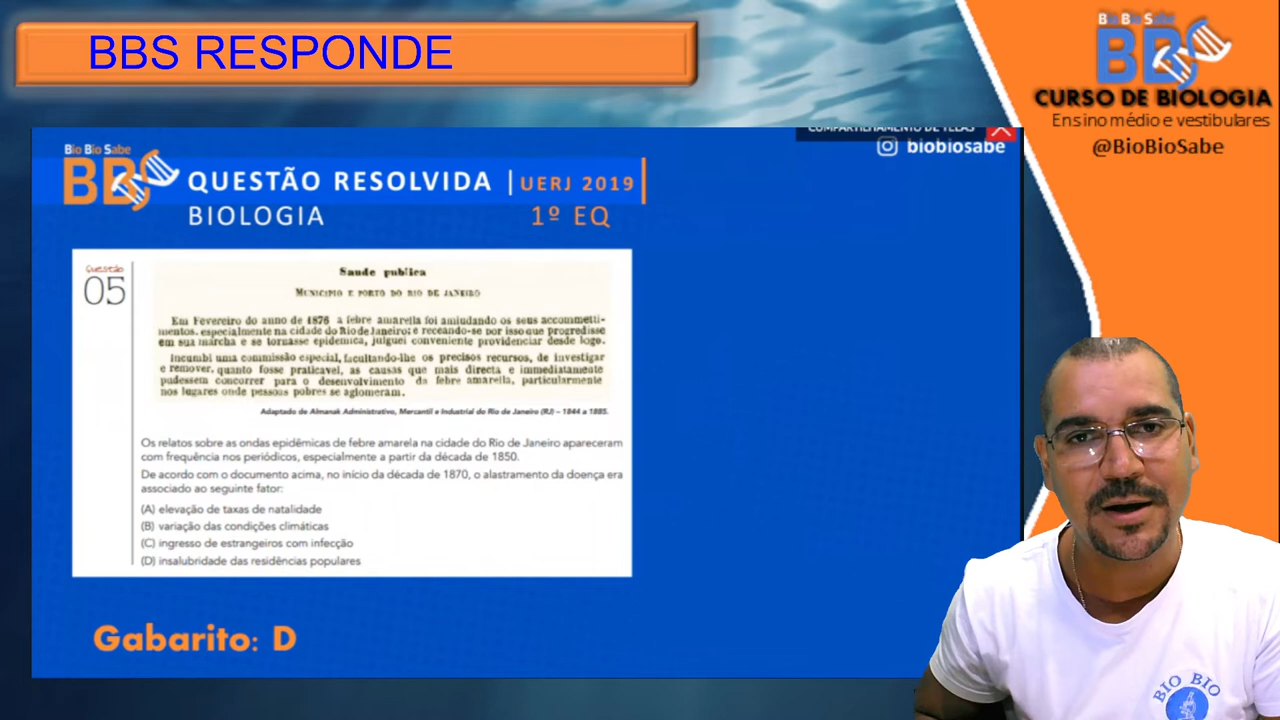 BBS RESPONDE
Bio Bio Sabe
BBS
CURSO DE BIOLOGIA
Ensino médio e vestibulares
@BioBioSabe
COMPARTILHAMENTO DE TELAS
biobiosabe
Bio Bio Sabe
BBS
QUESTÃO RESOLVIDA | UERJ 2019
BIOLOGIA 1º EQ
Questão
05
Saude publica
MUNICIPIO E PORTO DO RIO DE JANEIRO
Em Fevereiro do anno de 1876 a febre amarella foi amiudando os seus accommetti-
mentos, especialmente na cidade do Rio de Janeiro; e receando-se por isso que progredisse
em sua marcha e se tornasse epidemica, julguei conveniente providenciar desde logo.
Incumbi uma commissão especial, facultando-lhe os precisos recursos, de investigar
e remover, quanto fosse praticavel, as causas que mais directa e immediatamente
pudessem concorrer para o desenvolvimento da febre amarella, particularmente
nos lugares onde pessoas pobres se aglomeram.
Adaptado de Almanak Administrativo, Mercantil e Industrial do Rio de Janeiro (RJ) – 1844 a 1885.
Os relatos sobre as ondas epidêmicas de febre amarela na cidade do Rio de Janeiro apareceram
com frequência nos periódicos, especialmente a partir da década de 1850.
De acordo com o documento acima, no início da década de 1870, o alastramento da doença era
associado ao seguinte fator:
(A) elevação de taxas de natalidade
(B) variação das condições climáticas
(C) ingresso de estrangeiros com infecção
(D) insalubridade das residências populares
Gabarito: D
BIO BIO